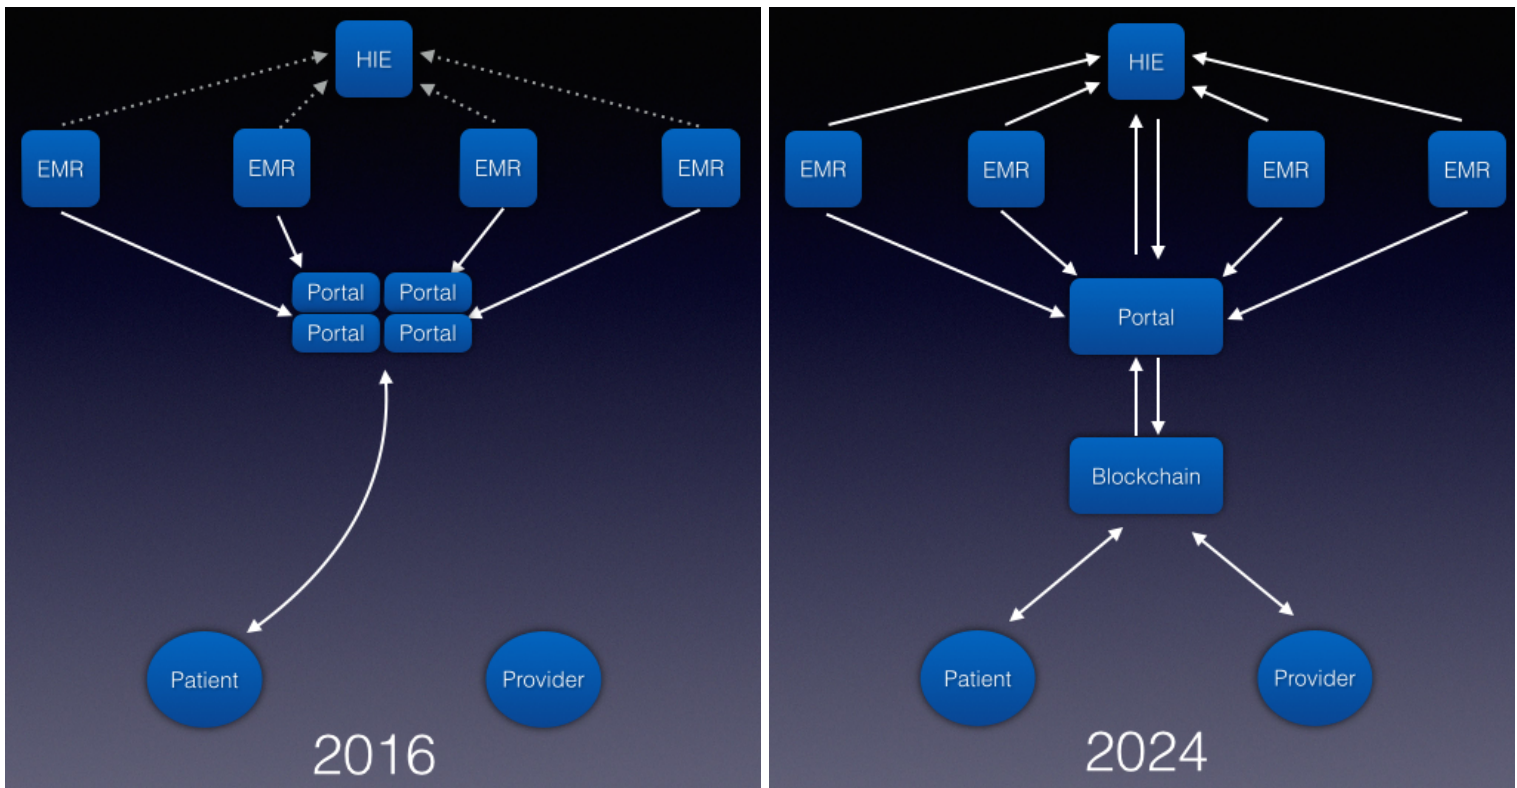 HIE
EMR
EMR
EMR
EMR
Portal
Portal
Portal
Portal
Patient
Provider
2016
HIE
EMR
EMR
EMR
EMR
Portal
Blockchain
Patient
Provider
2024